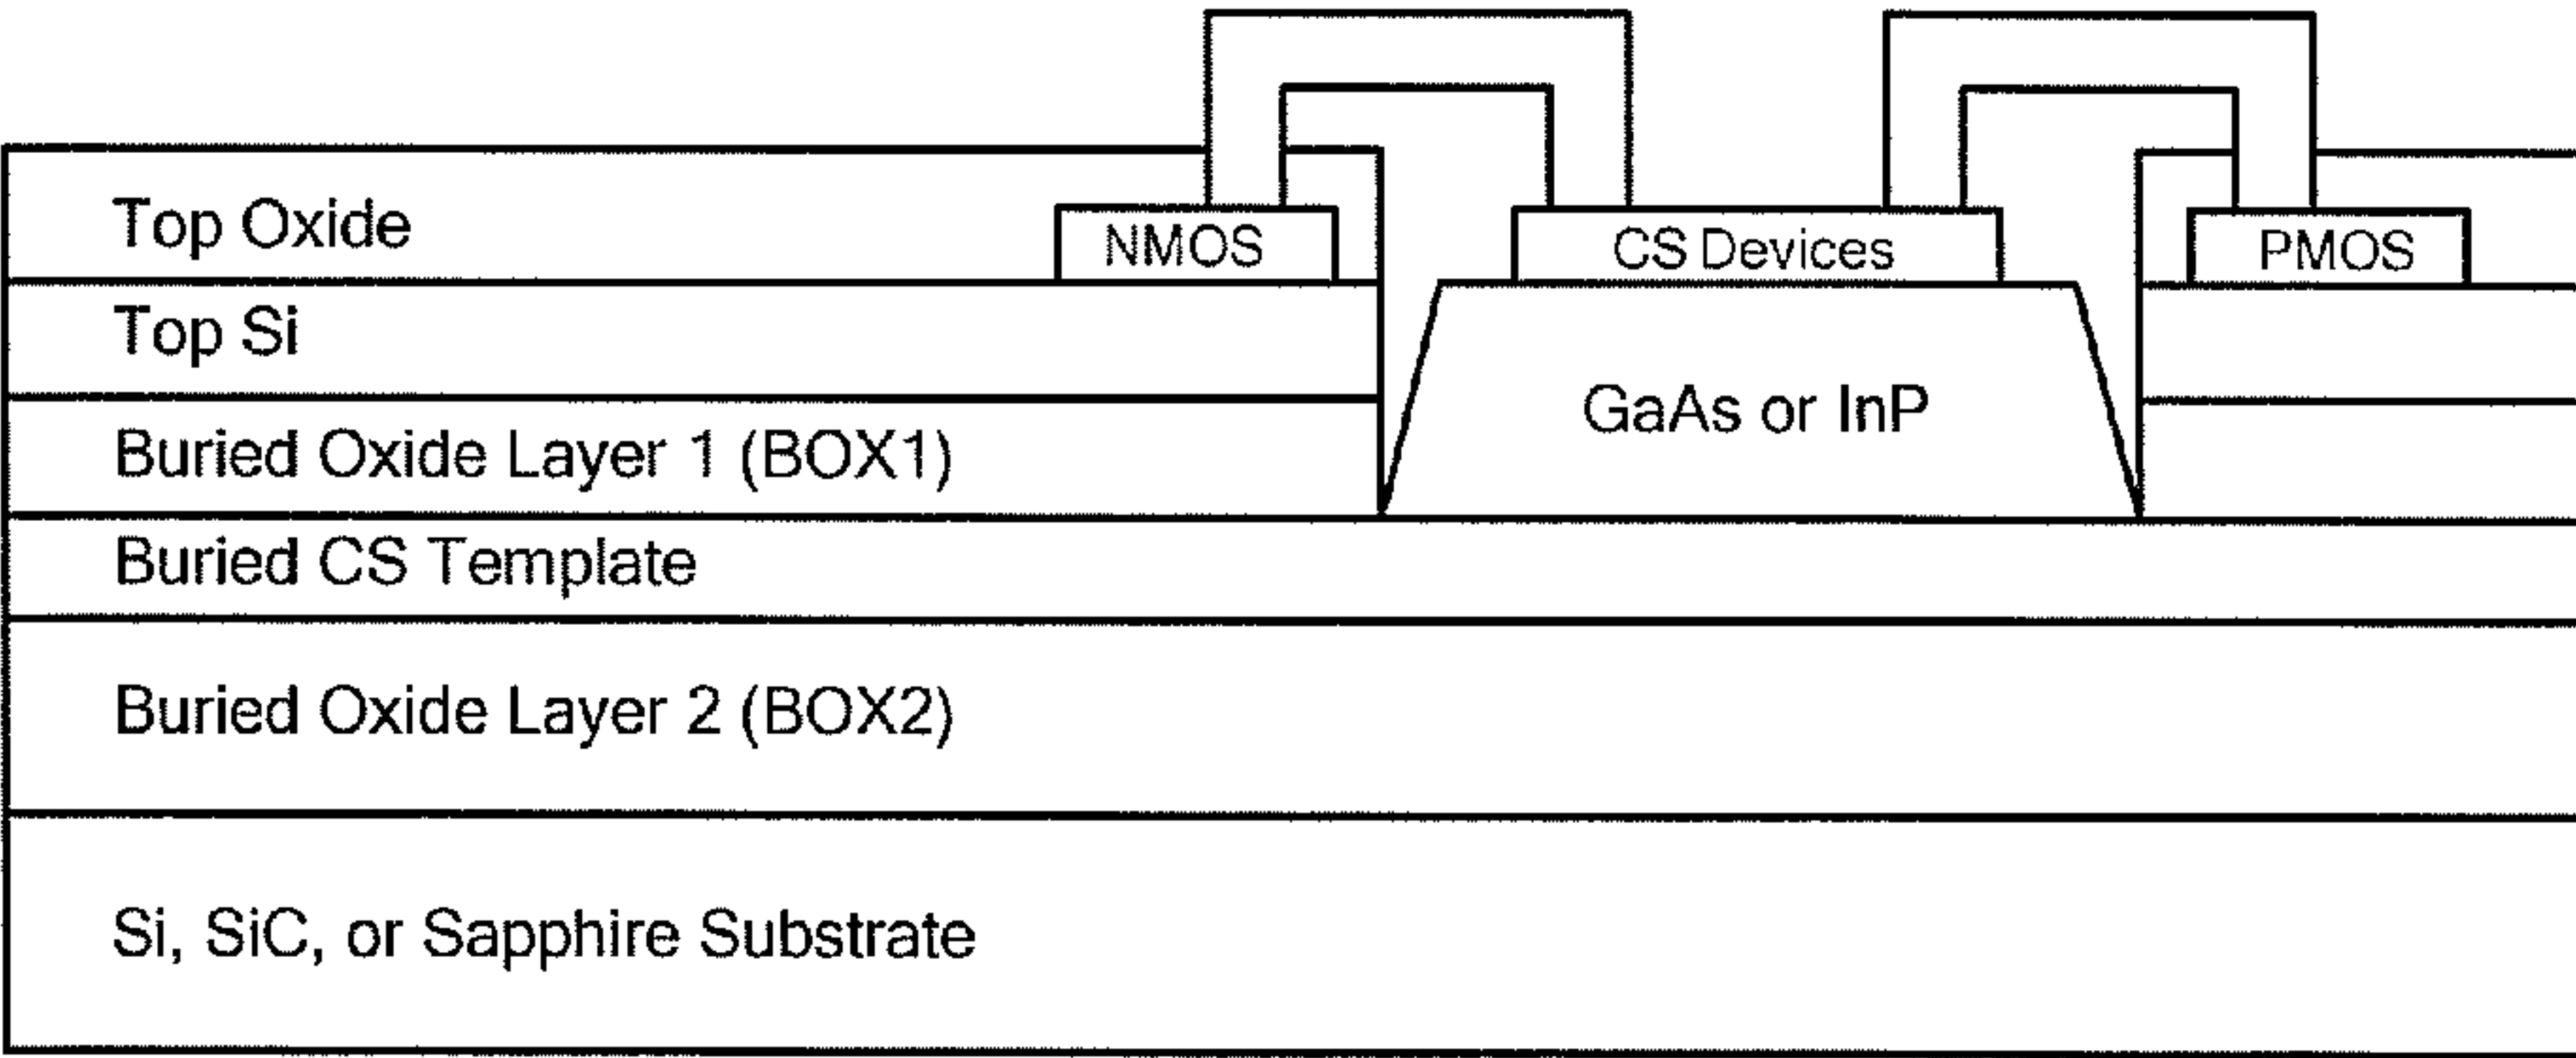 Top Oxide
NMOS
CS Devices
PMOS
Top Si
GaAs or InP
Buried Oxide Layer 1 (BOX1)
Buried CS Template
Buried Oxide Layer 2 (BOX2)
Si, SiC, or Sapphire Substrate